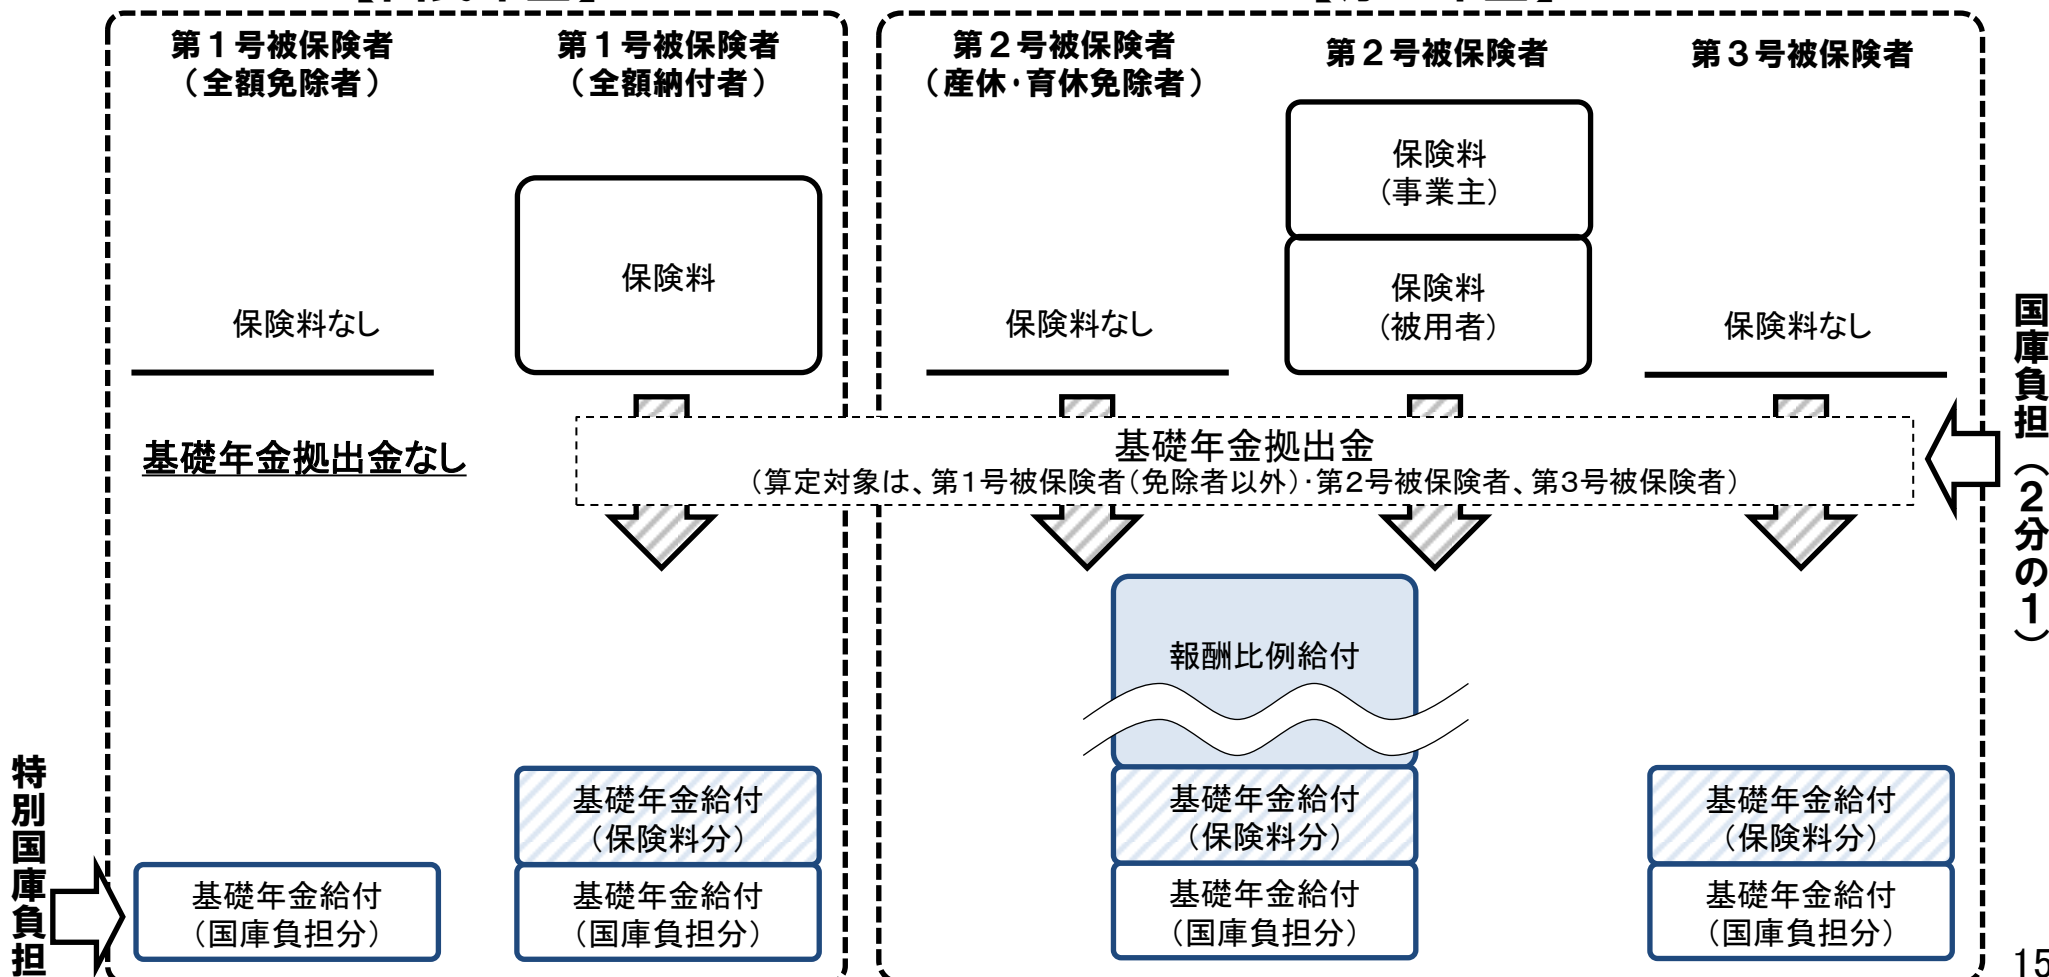 第１号被保険者
（全額免除者）
第１号被保険者
（全額納付者）
第２号被保険者
（産休・育休免除者）
第２号被保険者
第３号被保険者
保険料なし
保険料
保険料なし
保険料
（事業主）
保険料
（被用者）
保険料なし
国庫負担（２分の１）
基礎年金拠出金なし
基礎年金拠出金
（算定対象は、第１号被保険者（免除者以外）・第２号被保険者、第３号被保険者）
報酬比例給付
特別国庫負担
基礎年金給付
（国庫負担分）
基礎年金給付
（保険料分）
基礎年金給付
（国庫負担分）
基礎年金給付
（保険料分）
基礎年金給付
（国庫負担分）
基礎年金給付
（保険料分）
基礎年金給付
（国庫負担分）
15